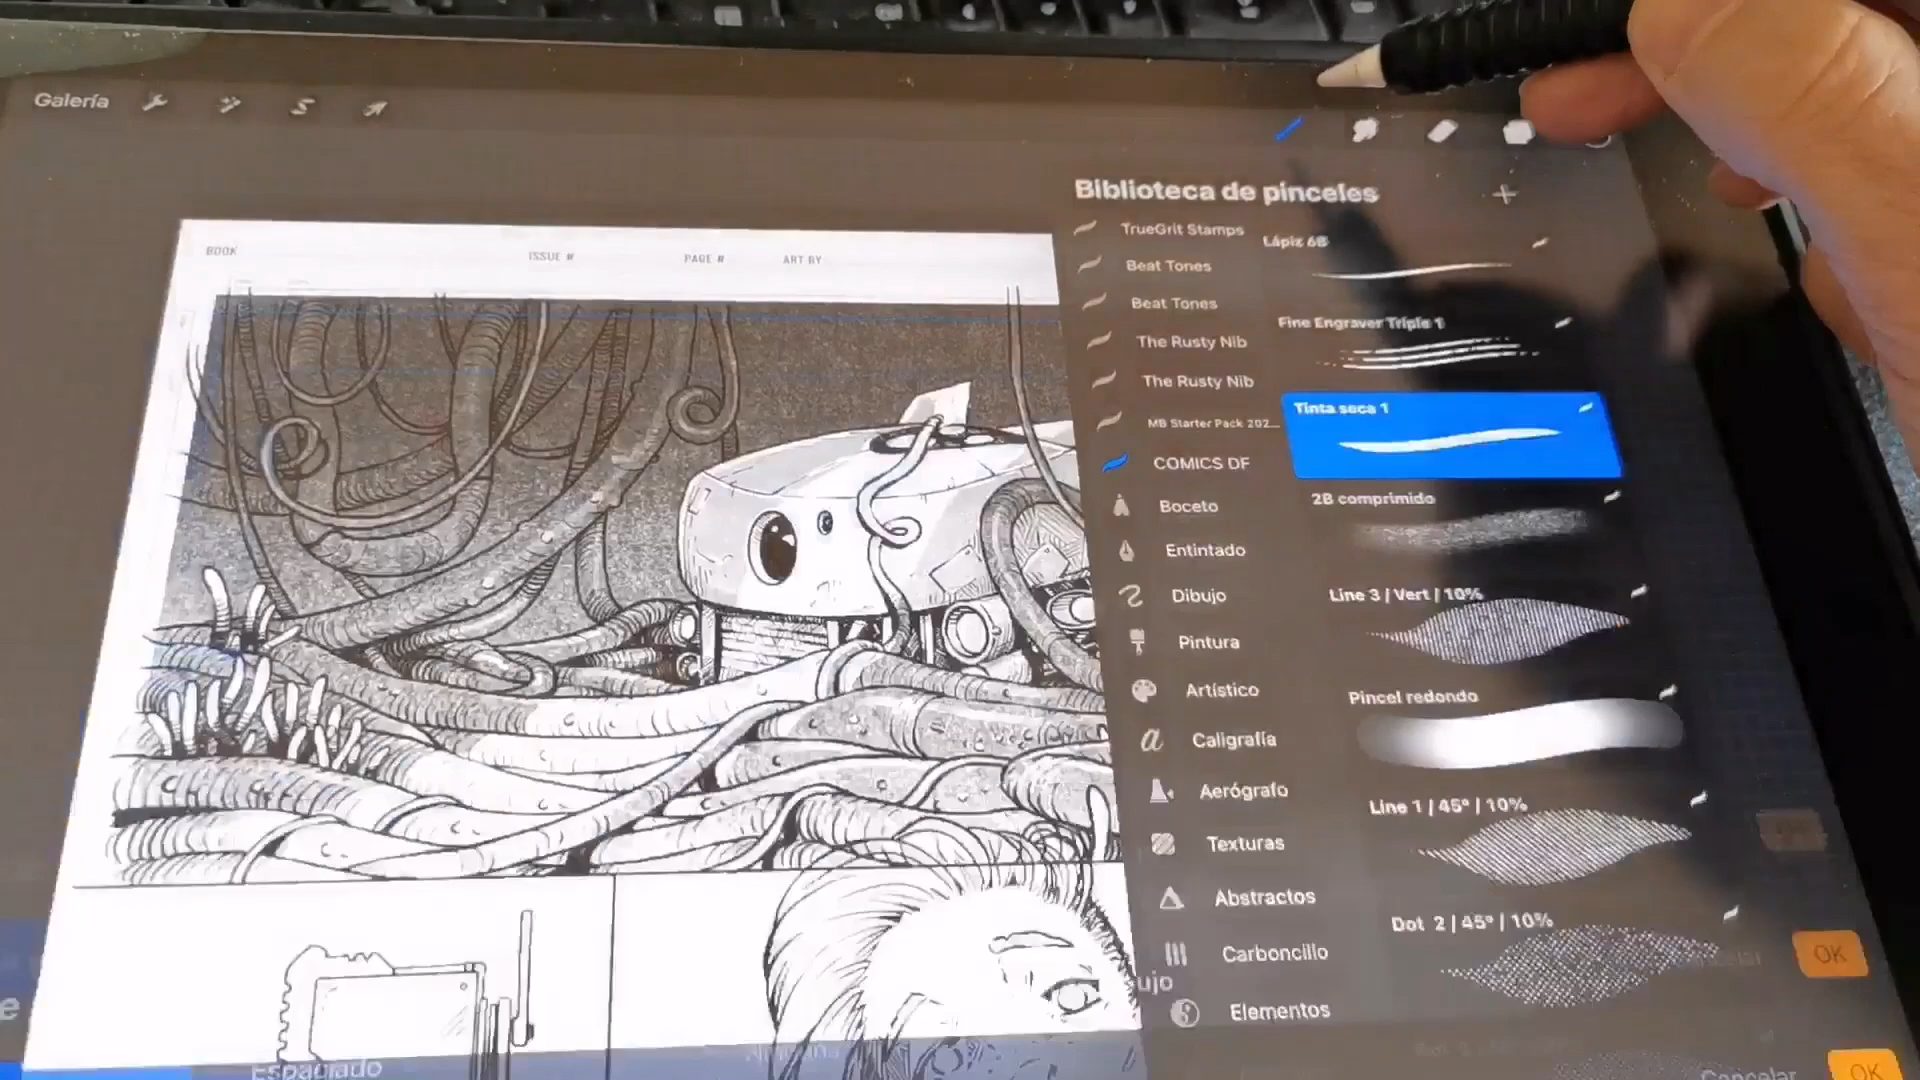 Galería
Biblioteca de pinceles
TrueGrit Stamps
Beat Tones
Beat Tones
The Rusty Nib
The Rusty Nib
MB Starter Pack 202...
COMICS DF
Boceto
Entintado
Dibujo
Pintura
Artístico
Caligrafía
Aerógrafo
Texturas
Abstractos
Carboncillo
Elementos
Lápiz 6B
Fine Engraver Triple 1
Tinta seca 1
2B comprimido
Line 3 / Vert / 10%
Pincel redondo
Line 1 / 45º / 10%
Dot 2 / 45º / 10%
BOOK
ISSUE #
PAGE #
ART BY
ujo
e
Espaciado
OK
Cancelar
OK